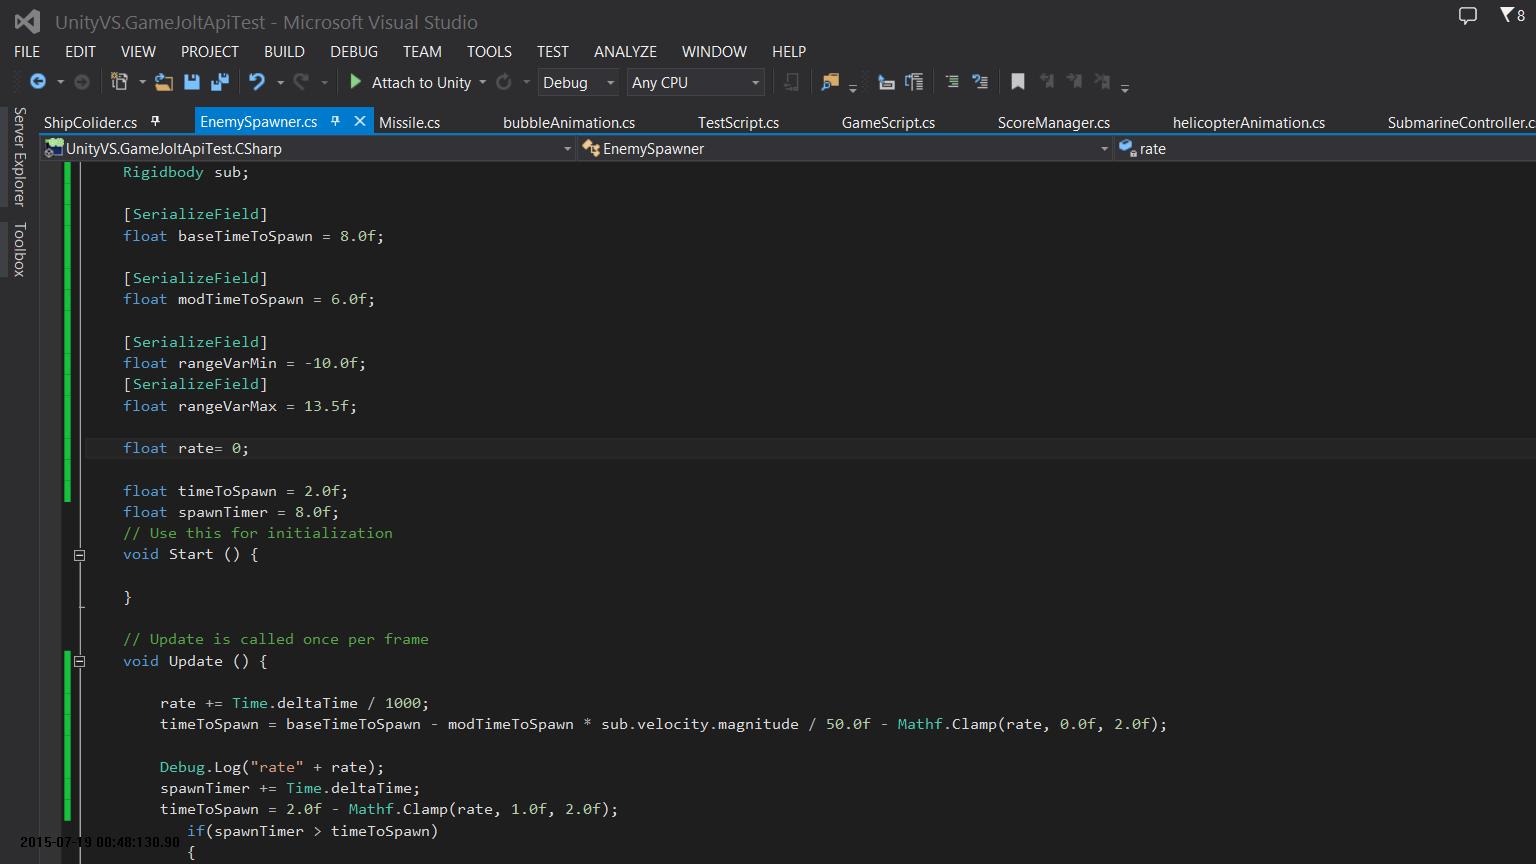 UnityVS.GameJoltApiTest - Microsoft Visual Studio
8
FILE EDIT VIEW PROJECT BUILD DEBUG TEAM TOOLS TEST ANALYZE WINDOW HELP
Attach to Unity Debug Any CPU
Server Explorer
Toolbox
ShipColider.cs EnemySpawner.cs Missile.cs bubbleAnimation.cs TestScript.cs GameScript.cs ScoreManager.cs helicopterAnimation.cs SubmarineController.cs
UnityVS.GameJoltApiTest.CSharp EnemySpawner rate
Rigidbody sub;
[SerializeField]
float baseTimeToSpawn = 8.0f;
[SerializeField]
float modTimeToSpawn = 6.0f;
[SerializeField]
float rangeVarMin = -10.0f;
[SerializeField]
float rangeVarMax = 13.5f;
float rate= 0;
float timeToSpawn = 2.0f;
float spawnTimer = 8.0f;
// Use this for initialization
void Start () {
}
// Update is called once per frame
void Update () {
rate += Time.deltaTime / 1000;
timeToSpawn = baseTimeToSpawn - modTimeToSpawn * sub.velocity.magnitude / 50.0f - Mathf.Clamp(rate, 0.0f, 2.0f);
Debug.Log("rate" + rate);
spawnTimer += Time.deltaTime;
timeToSpawn = 2.0f - Mathf.Clamp(rate, 1.0f, 2.0f);
if(spawnTimer > timeToSpawn)
{
2015-07-19 00:48:130.90